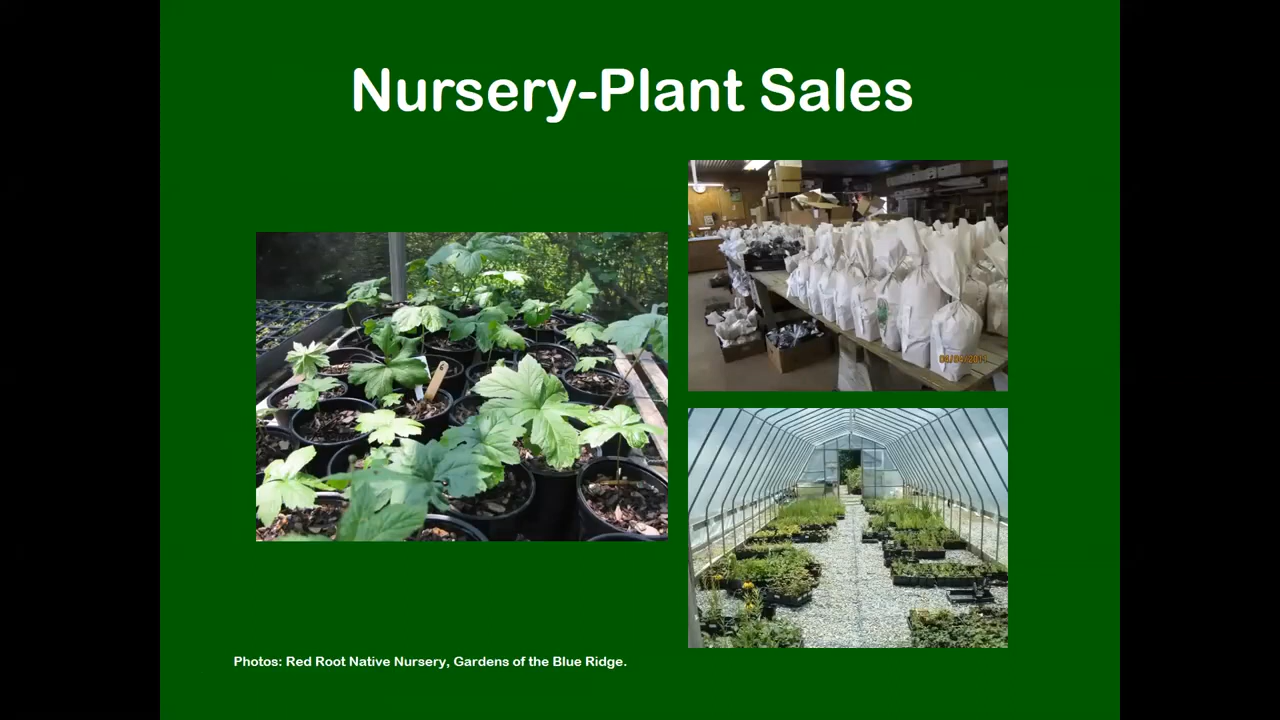 Nursery-Plant Sales
Photos: Red Root Native Nursery, Gardens of the Blue Ridge.